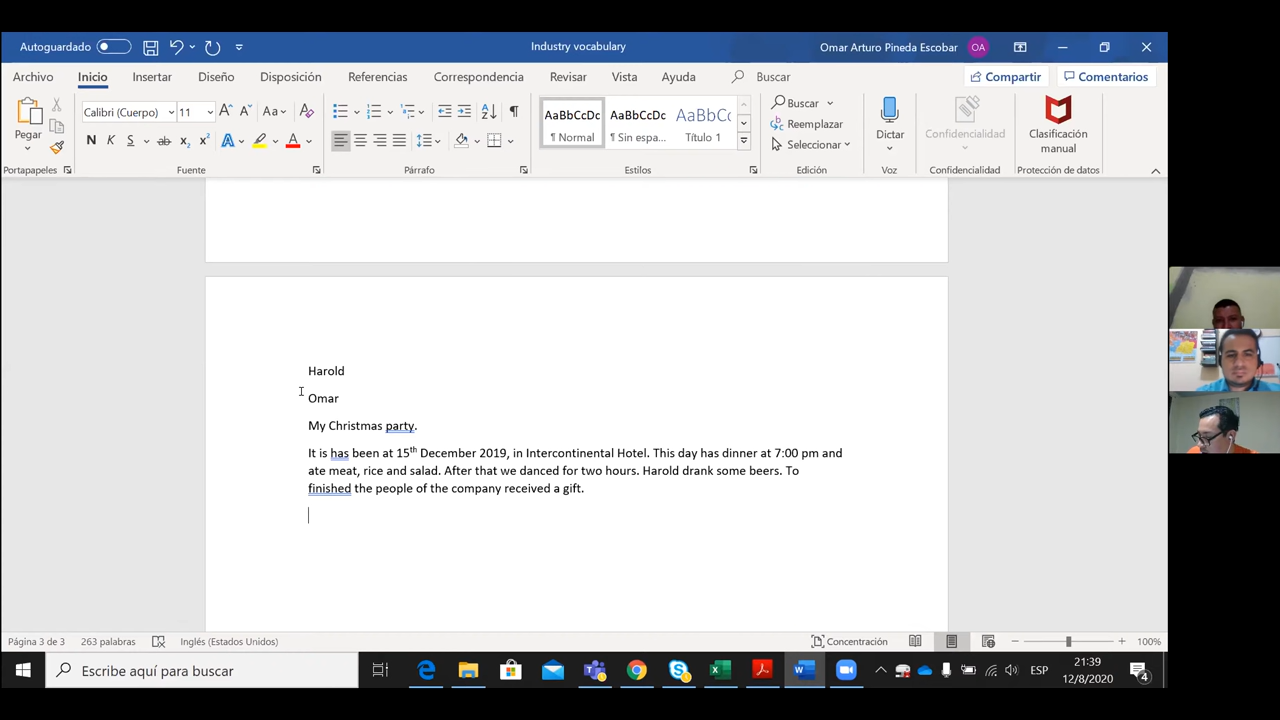 Autoguardado
Industry vocabulary
Omar Arturo Pineda Escobar
OA
Archivo Inicio Insertar Diseño Disposición Referencias Correspondencia Revisar Vista Ayuda Buscar
Compartir Comentarios
Pegar
Calibri (Cuerpo) 11
Aa
N K S ab x₂ x² A A
AaBbCcDc AaBbCcDc AaBbCc
¶ Normal ¶ Sin espa... Título 1
Buscar
Reemplazar
Seleccionar
Dictar
Confidencialidad
Clasificación
manual
Portapapeles Fuente Párrafo Estilos Edición Voz Confidencialidad Protección de datos
Harold
Omar
My Christmas party.
It is has been at 15th December 2019, in Intercontinental Hotel. This day has dinner at 7:00 pm and
ate meat, rice and salad. After that we danced for two hours. Harold drank some beers. To
finished the people of the company received a gift.
Página 3 de 3 263 palabras Inglés (Estados Unidos) Concentración 100%
Escribe aquí para buscar
ESP
21:39
12/8/2020
4